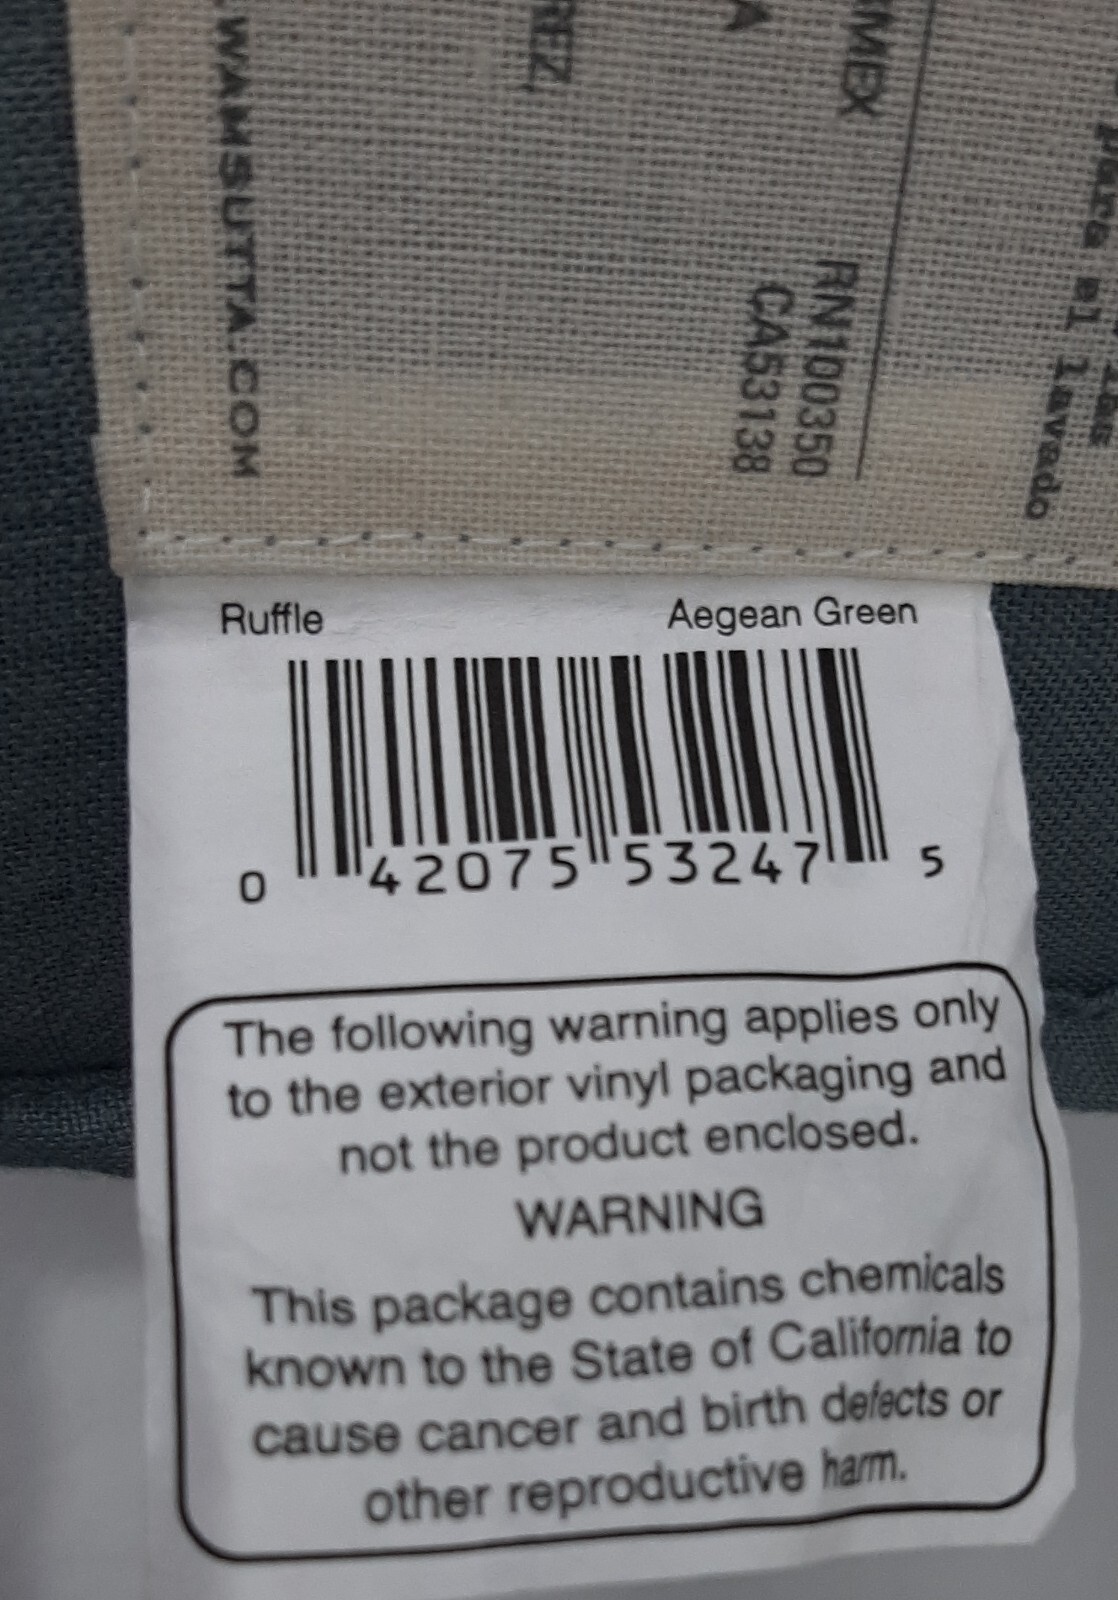 WAMSUTTA.COM
REZ,
A
MEX
RN100350
CA53138
para el lavado
Ruffle
Aegean Green
0 42075 53247 5
The following warning applies only
to the exterior vinyl packaging and
not the product enclosed.
WARNING
This package contains chemicals
known to the State of California to
cause cancer and birth defects or
other reproductive harm.